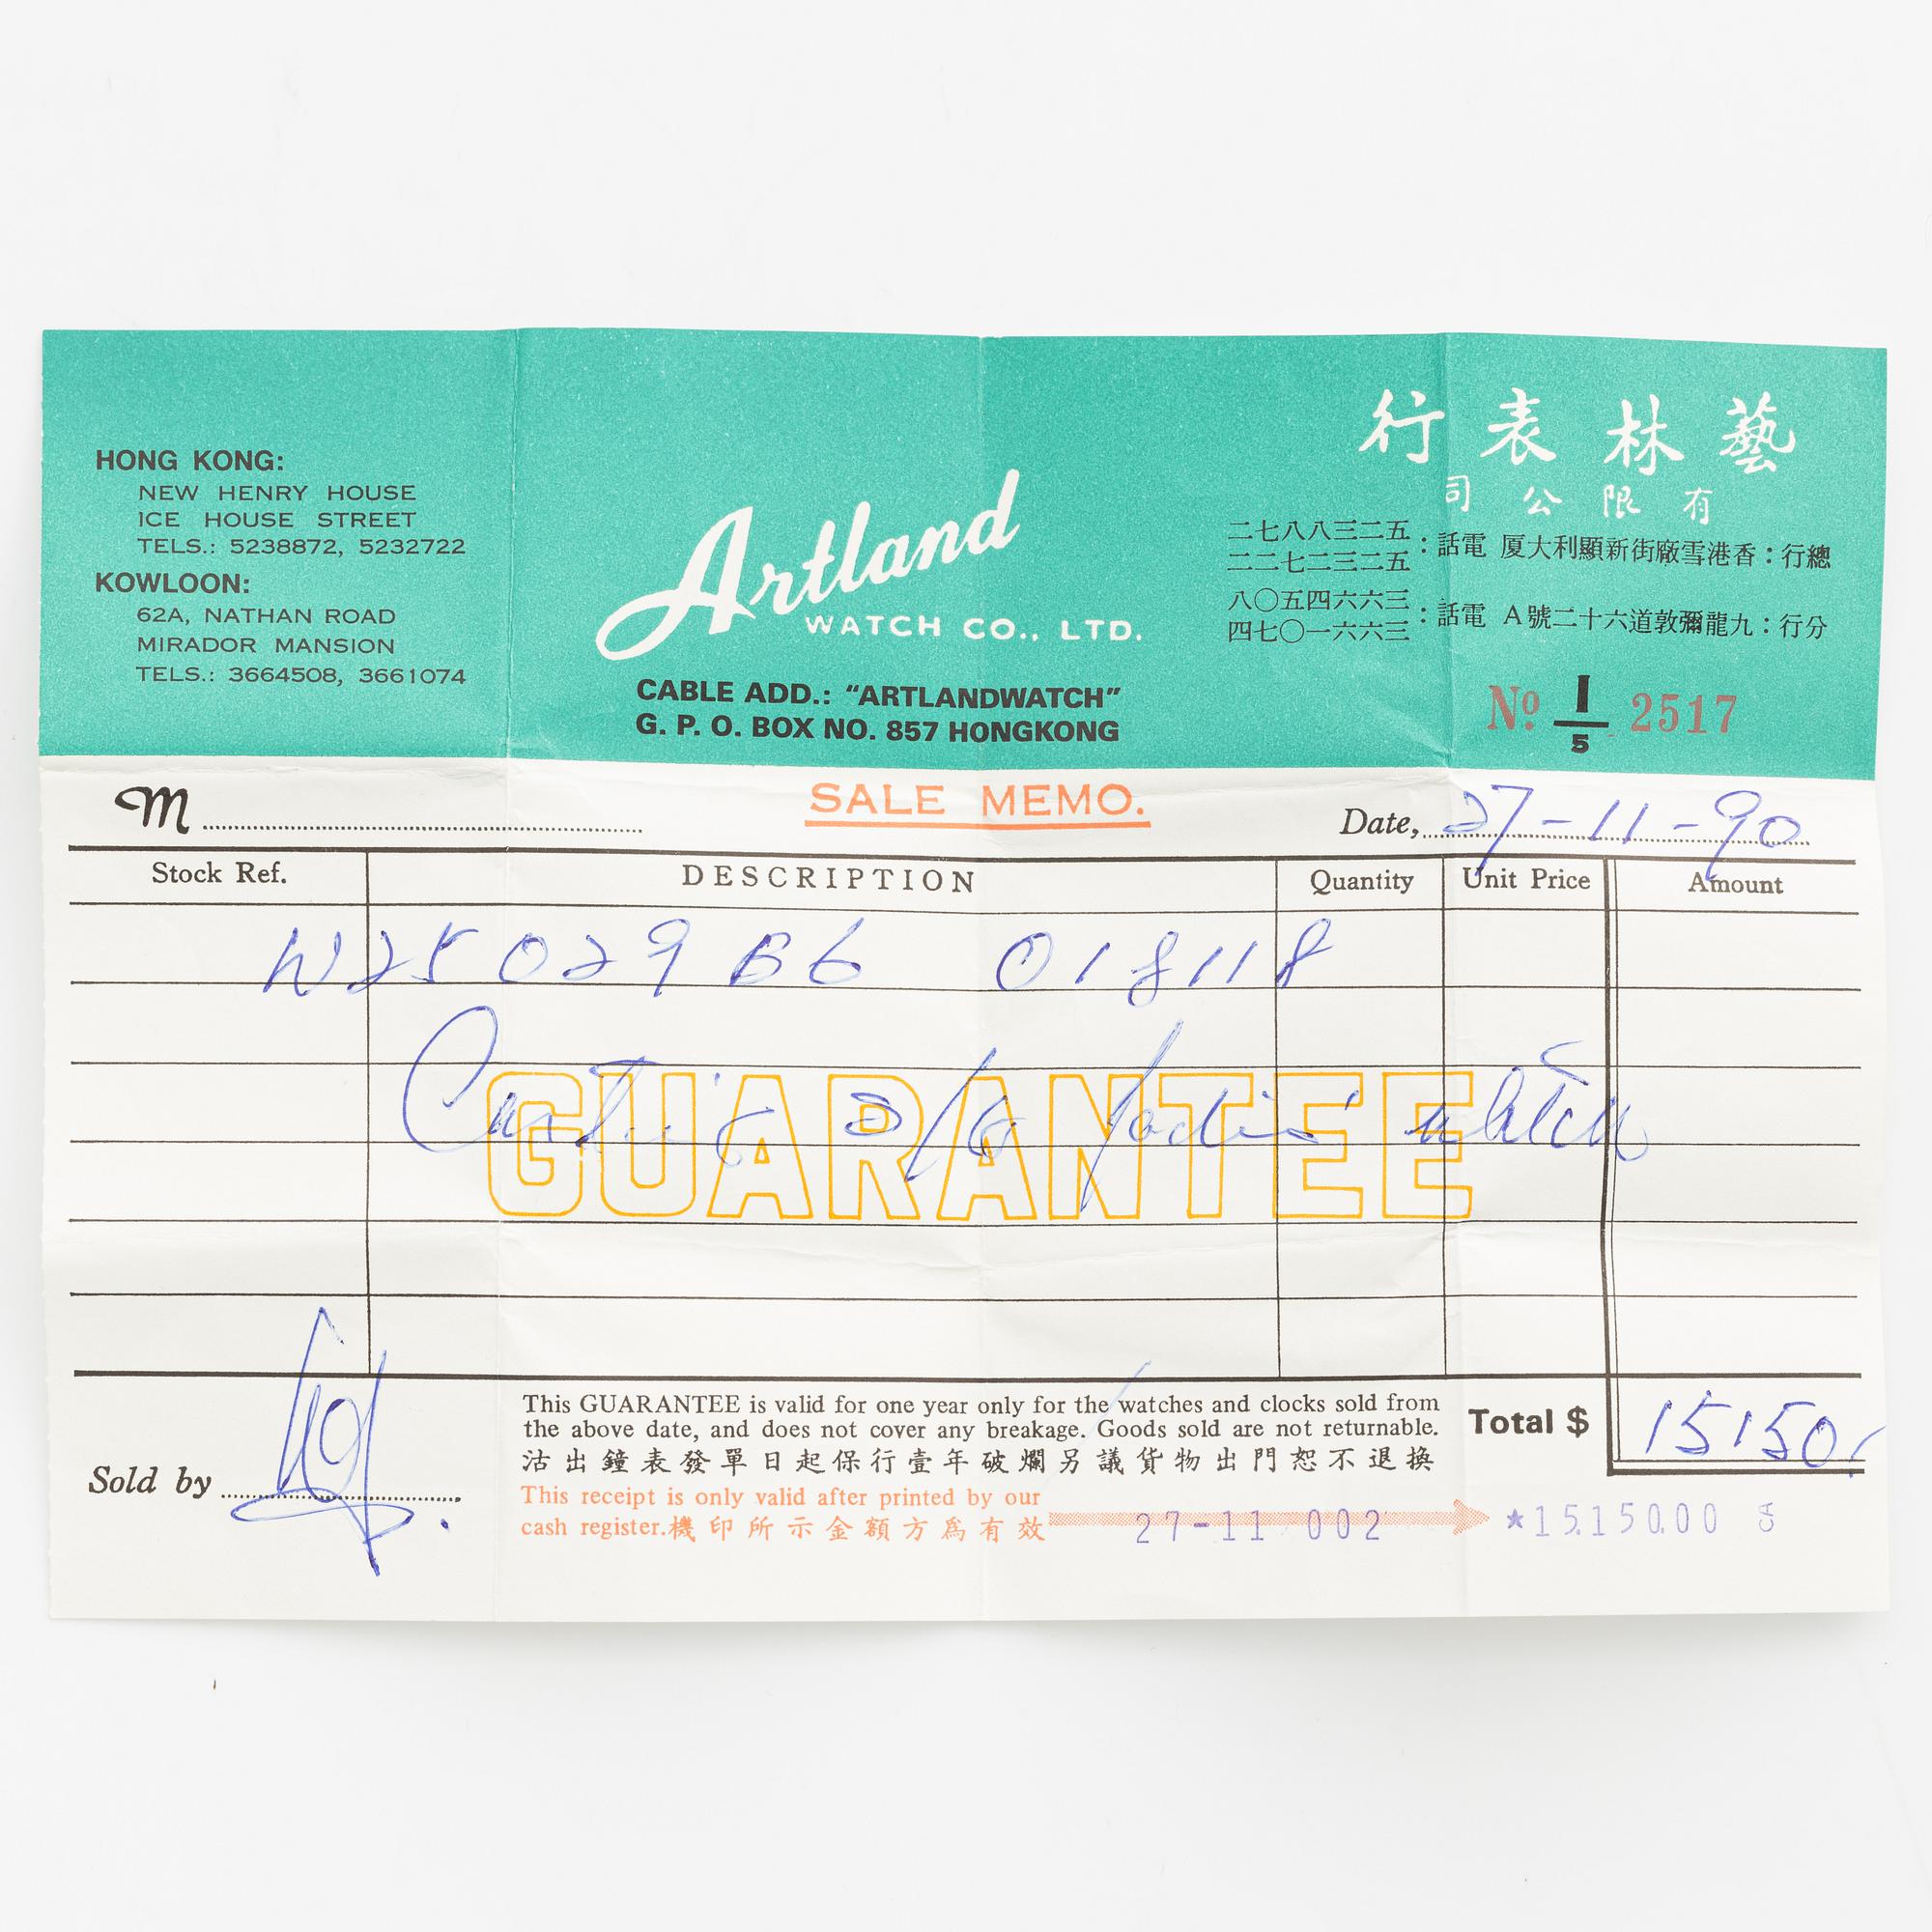 HONG KONG:
NEW HENRY HOUSE
ICE HOUSE STREET
TELS.: 5238872, 5232722
KOWLOON:
62A, NATHAN ROAD
MIRADOR MANSION
TELS.: 3664508, 3661074
Artland
WATCH CO., LTD.
CABLE ADD.: “ARTLANDWATCH”
G. P. O. BOX NO. 857 HONGKONG
藝林表行
有限公司
總行：香港雪廠街新顯利大厦 電話：五二三八八七二
五二三二七二二
分行：九龍彌敦道六十二號A 電話：三六六四五〇八
三六六一〇七四
No. 1/5 2517
M
SALE MEMO.
Date, 27-11-90
Stock Ref. DESCRIPTION Quantity Unit Price Amount
W25029B6 018118
Cartier watch
GUARANTEE
This GUARANTEE is valid for one year only for the watches and clocks sold from
the above date, and does not cover any breakage. Goods sold are not returnable.
沽出鐘表發單日起保行壹年破爛另議貨物出門恕不退換
Total $ 15150
Sold by
This receipt is only valid after printed by our
cash register.機印所示金額方爲有效
27-11 002 *15,150.00 CA